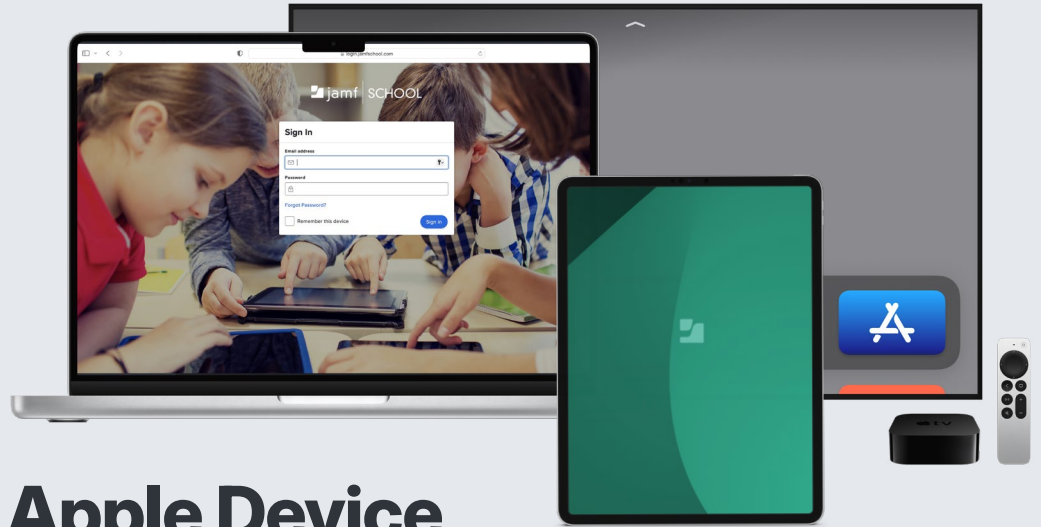 login.jamfschool.com
jamf SCHOOL
Sign In
Email address
Password
Forgot Password?
Remember this device
Sign in
tv
Apple Device